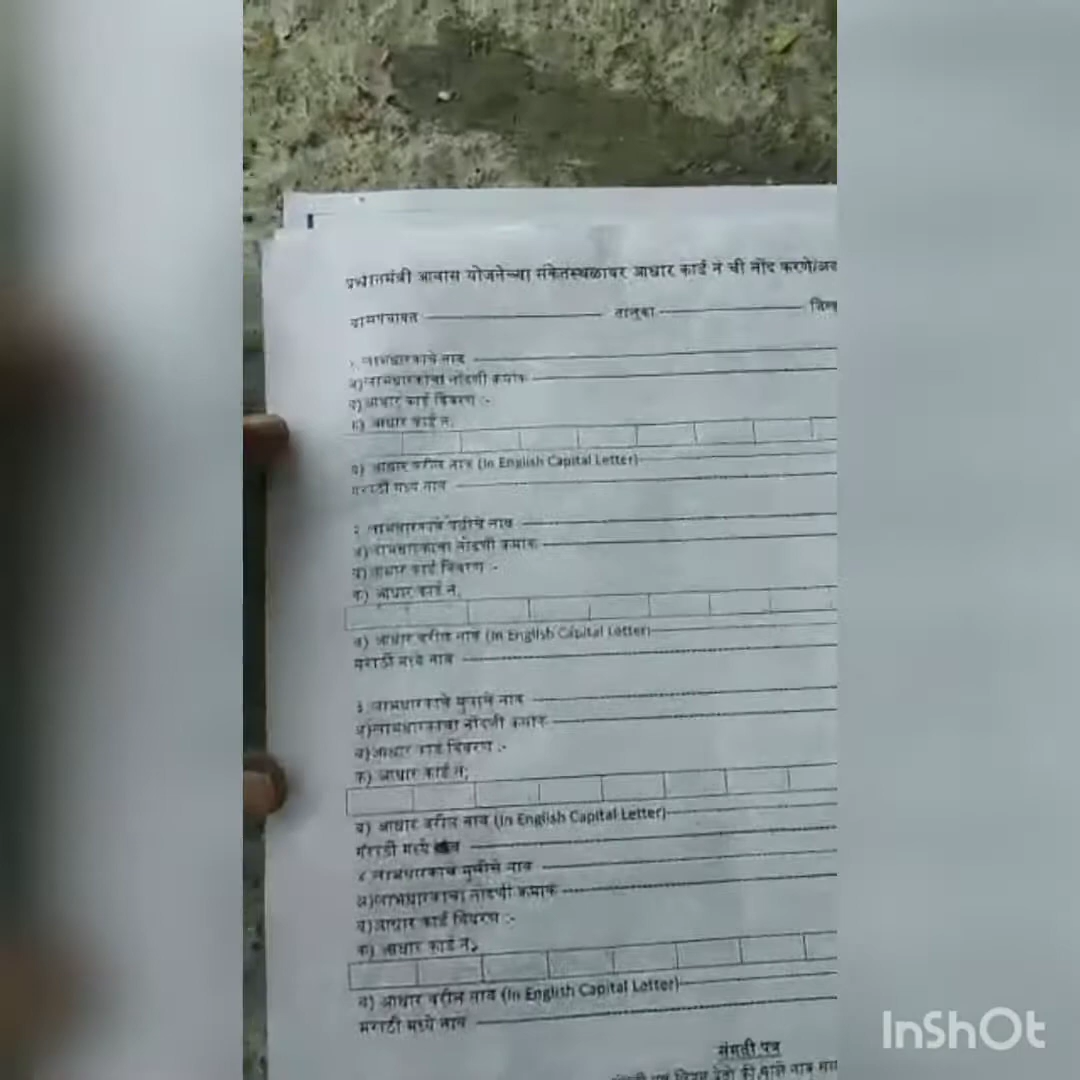 प्रधानमंत्री आवास योजनेच्या संकेतस्थळावर आधार कार्ड नं ची नोंद करणे/
ग्रामपंचायत तालुका
१. लाभधारकाचे नाव
अ)लाभधारकाचा नोंदणी क्रमांक
ब)आधार कार्ड विवरण :-
क) आधार कार्ड नं;
आधार वरील नाव (In English Capital Letter)
मराठी मध्ये नाव
२. लाभधारकाचे पत्नीचे नाव
अ)लाभधारकाचा नोंदणी क्रमांक
ब)आधार कार्ड विवरण :-
क) आधार कार्ड नं;
आधार वरील नाव (In English Capital Letter)
मराठी मध्ये नाव
३. लाभधारकाचे मुलाचे नाव
अ)लाभधारकाचा नोंदणी क्रमांक
ब)आधार कार्ड विवरण :-
क) आधार कार्ड नं;
आधार वरील नाव (In English Capital Letter)
मराठी मध्ये नाव
४. लाभधारकाचे मुलीचे नाव
अ)लाभधारकाचा नोंदणी क्रमांक
ब)आधार कार्ड विवरण :-
क) आधार कार्ड नं;
आधार वरील नाव (In English Capital Letter)
मराठी मध्ये नाव
संमती पत्र
InShOt